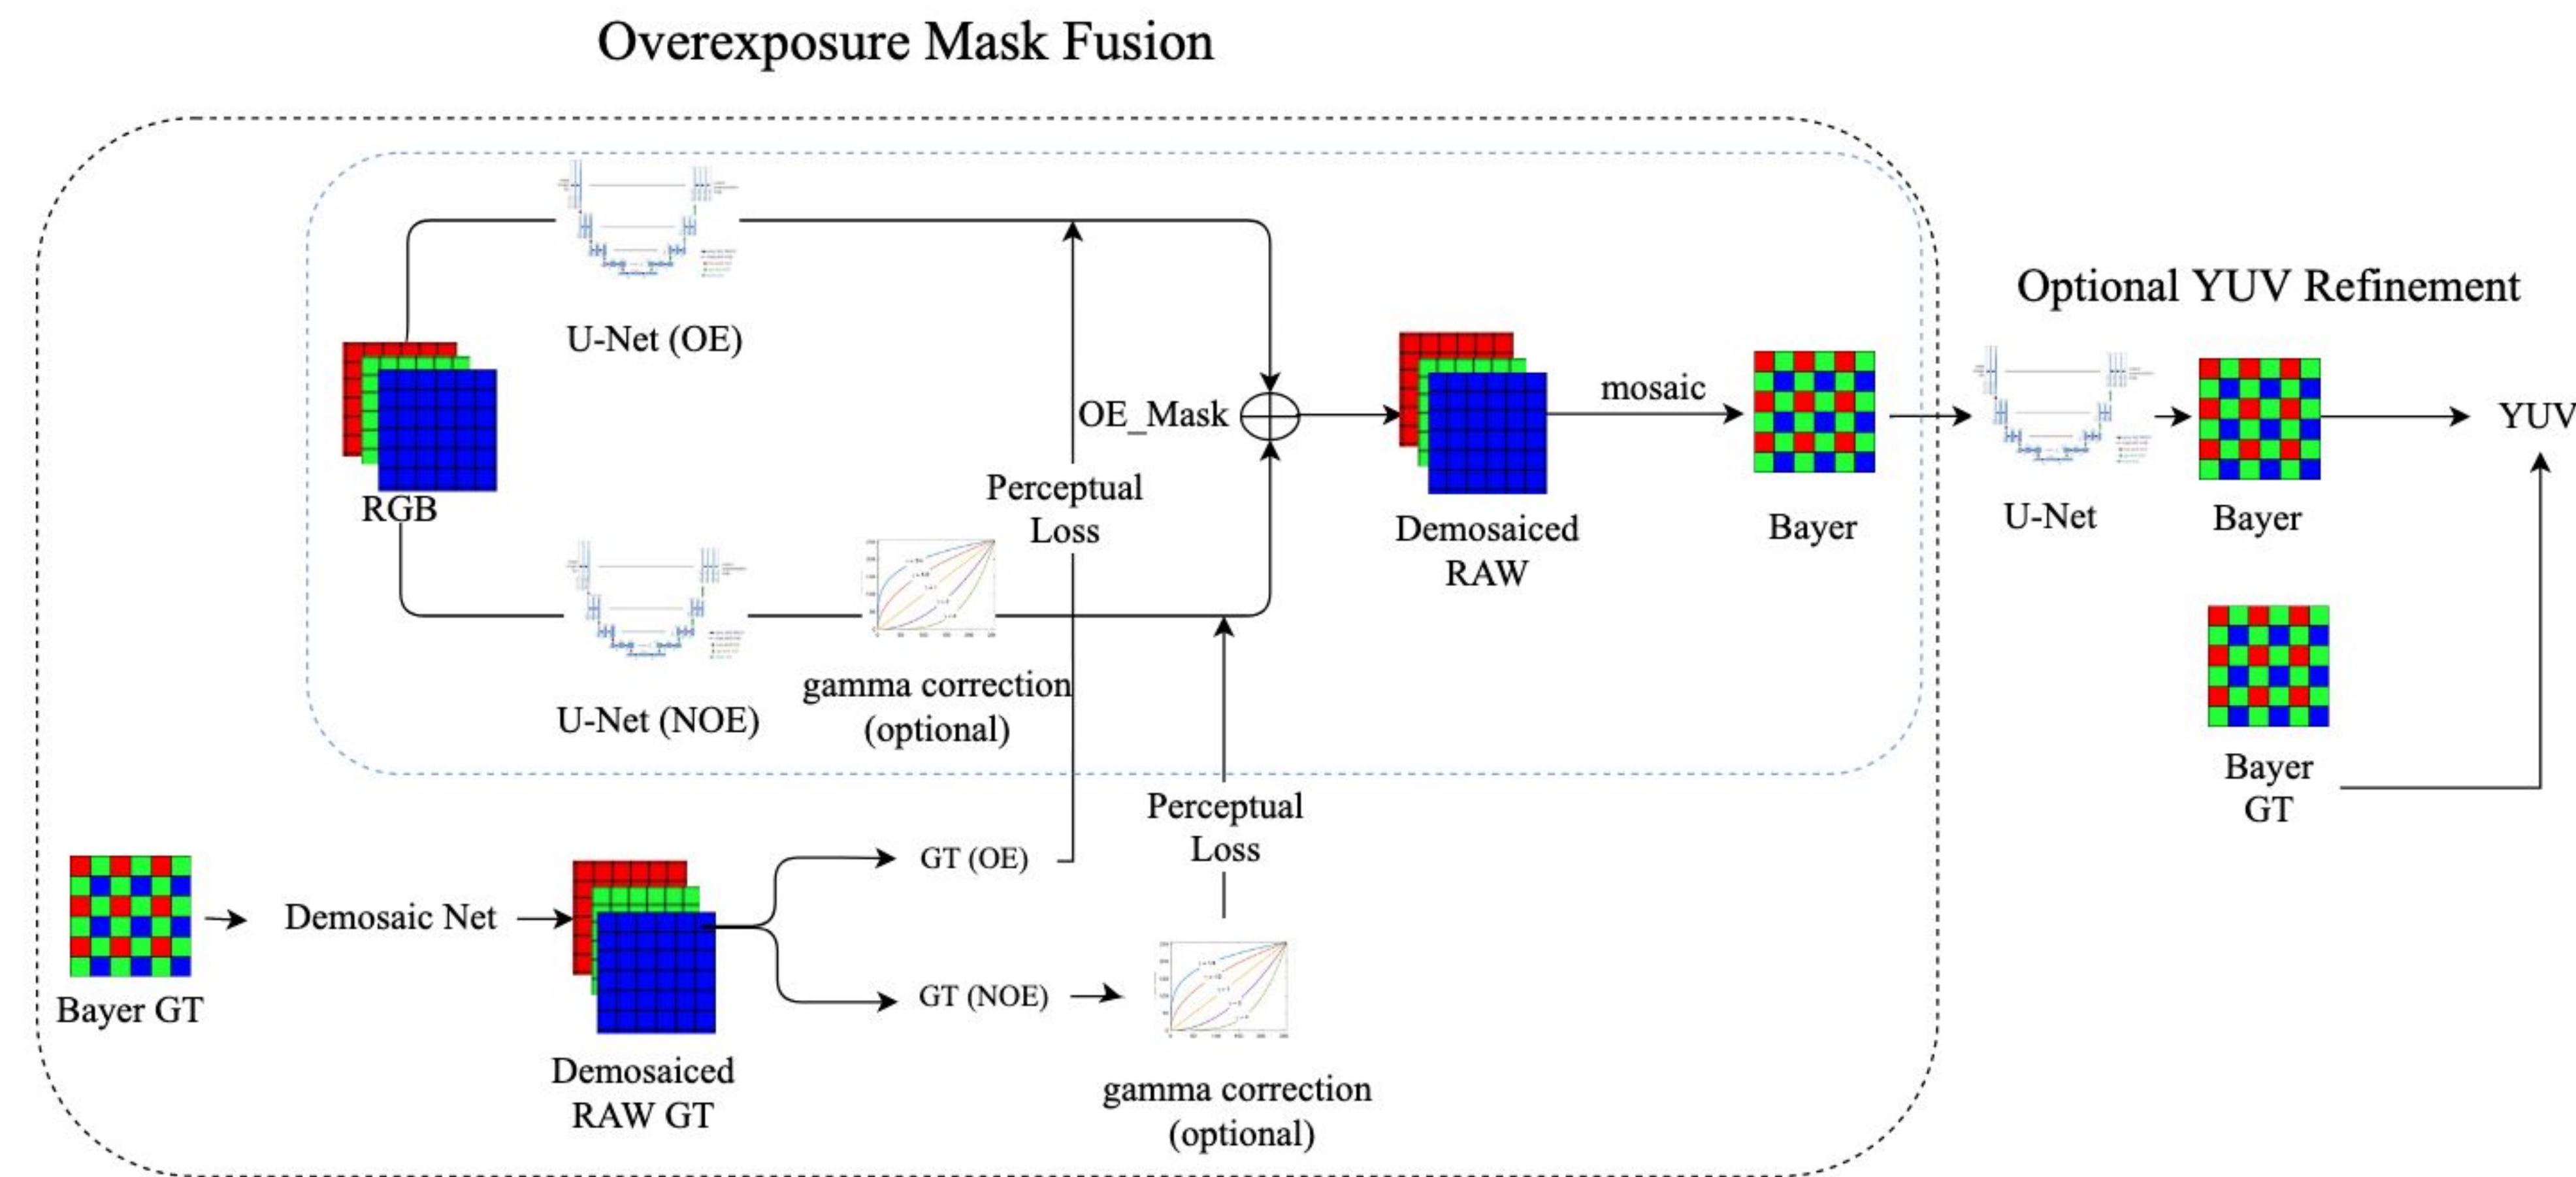 Overexposure Mask Fusion
U-Net (OE)
Optional YUV Refinement
RGB
OE_Mask
mosaic
YUV
Perceptual
Loss
Demosaiced
RAW
Bayer
U-Net
Bayer
gamma correction
(optional)
U-Net (NOE)
Bayer
GT
Perceptual
Loss
GT (OE)
Demosaic Net
GT (NOE)
Bayer GT
Demosaiced
RAW GT
gamma correction
(optional)